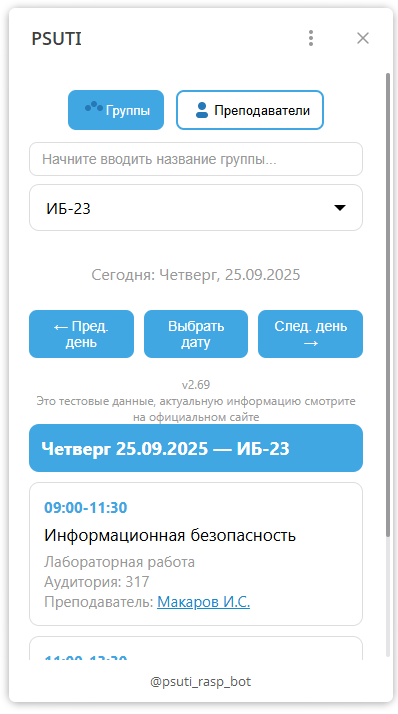 PSUTI
Группы
Преподаватели
Начните вводить название группы...
ИБ-23
Сегодня: Четверг, 25.09.2025
← Пред.
день
Выбрать
дату
След. день
→
v2.69
Это тестовые данные, актуальную информацию смотрите
на официальном сайте
Четверг 25.09.2025 — ИБ-23
09:00-11:30
Информационная безопасность
Лабораторная работа
Аудитория: 317
Преподаватель: Макаров И.С.
@psuti_rasp_bot